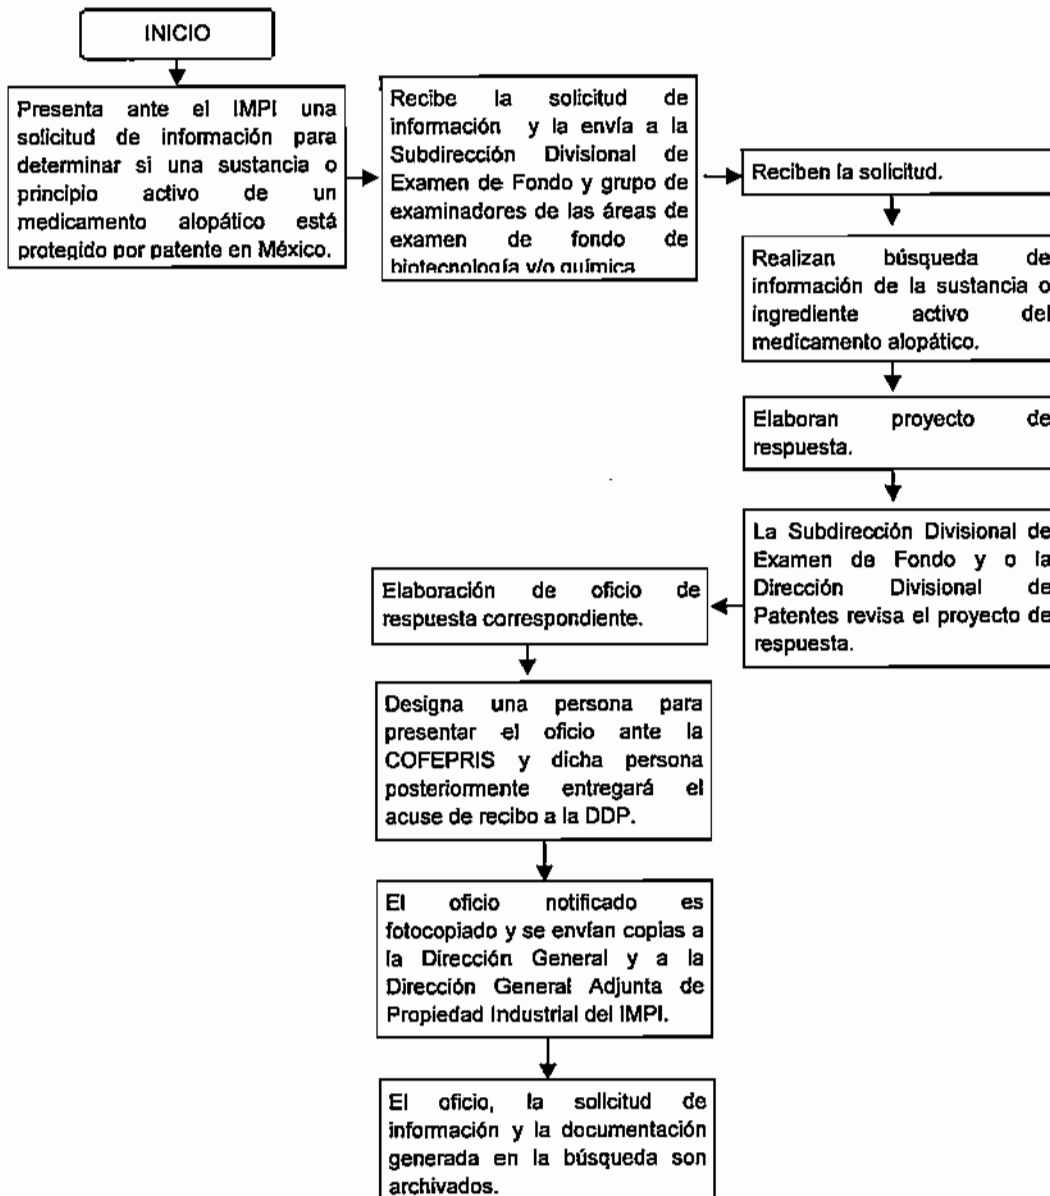 INICIO
Presenta ante el IMPI una
solicitud de información para
determinar si una sustancia o
principio activo de un
medicamento alopático está
protegido por patente en México.
Recibe la solicitud de
información y la envía a la
Subdirección Divisional de
Examen de Fondo y grupo de
examinadores de las áreas de
examen de fondo de
biotecnología y/o química
Reciben la solicitud.
Realizan búsqueda de
información de la sustancia o
ingrediente activo del
medicamento alopático.
Elaboran proyecto de
respuesta.
La Subdirección Divisional de
Examen de Fondo y o la
Dirección Divisional de
Patentes revisa el proyecto de
respuesta.
Elaboración de oficio de
respuesta correspondiente.
Designa una persona para
presentar el oficio ante la
COFEPRIS y dicha persona
posteriormente entregará el
acuse de recibo a la DDP.
El oficio notificado es
fotocopiado y se envían copias a
la Dirección General y a la
Dirección General Adjunta de
Propiedad Industrial del IMPI.
El oficio, la solicitud de
información y la documentación
generada en la búsqueda son
archivados.